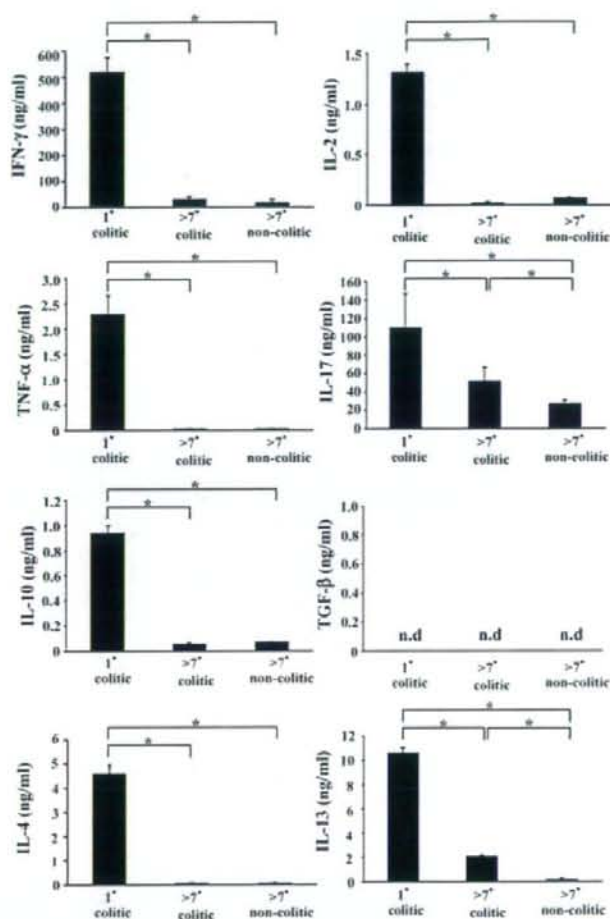 *
*
IFN-γ (ng/ml)
600
500
400
300
200
100
0
1* >7* >7*
colitic colitic non-colitic
*
*
IL-2 (ng/ml)
1.5
1.0
0.5
0
1* >7* >7*
colitic colitic non-colitic
*
*
TNF-α (ng/ml)
3.0
2.5
2.0
1.5
1.0
0.5
0
1* >7* >7*
colitic colitic non-colitic
*
* *
IL-17 (ng/ml)
160
140
120
100
80
60
40
20
0
1* >7* >7*
colitic colitic non-colitic
*
*
IL-10 (ng/ml)
1.2
1.0
0.8
0.6
0.4
0.2
0
1* >7* >7*
colitic colitic non-colitic
TGF-β (ng/ml)
1
0.8
0.6
0.4
0.2
0
n.d n.d n.d
1* >7* >7*
colitic colitic non-colitic
*
*
IL-4 (ng/ml)
6
5
4
3
2
1
0
1* >7* >7*
colitic colitic non-colitic
*
* *
IL-13 (ng/ml)
12
10
8
6
4
2
0
1* >7* >7*
colitic colitic non-colitic